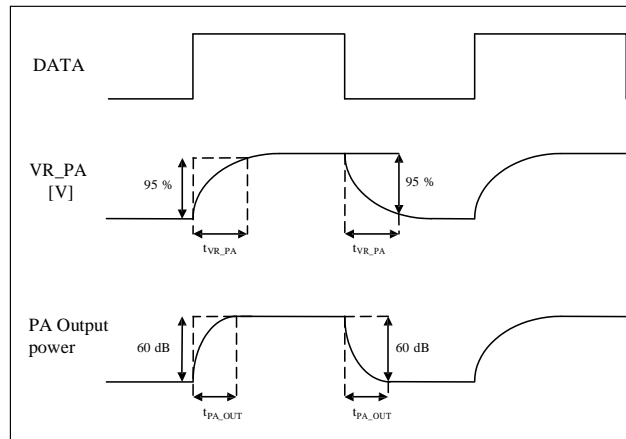 DATA
VR_PA
[V]
95 %
95 %
tVR_PA
tVR_PA
PA Output
power
60 dB
60 dB
tPA_OUT
tPA_OUT